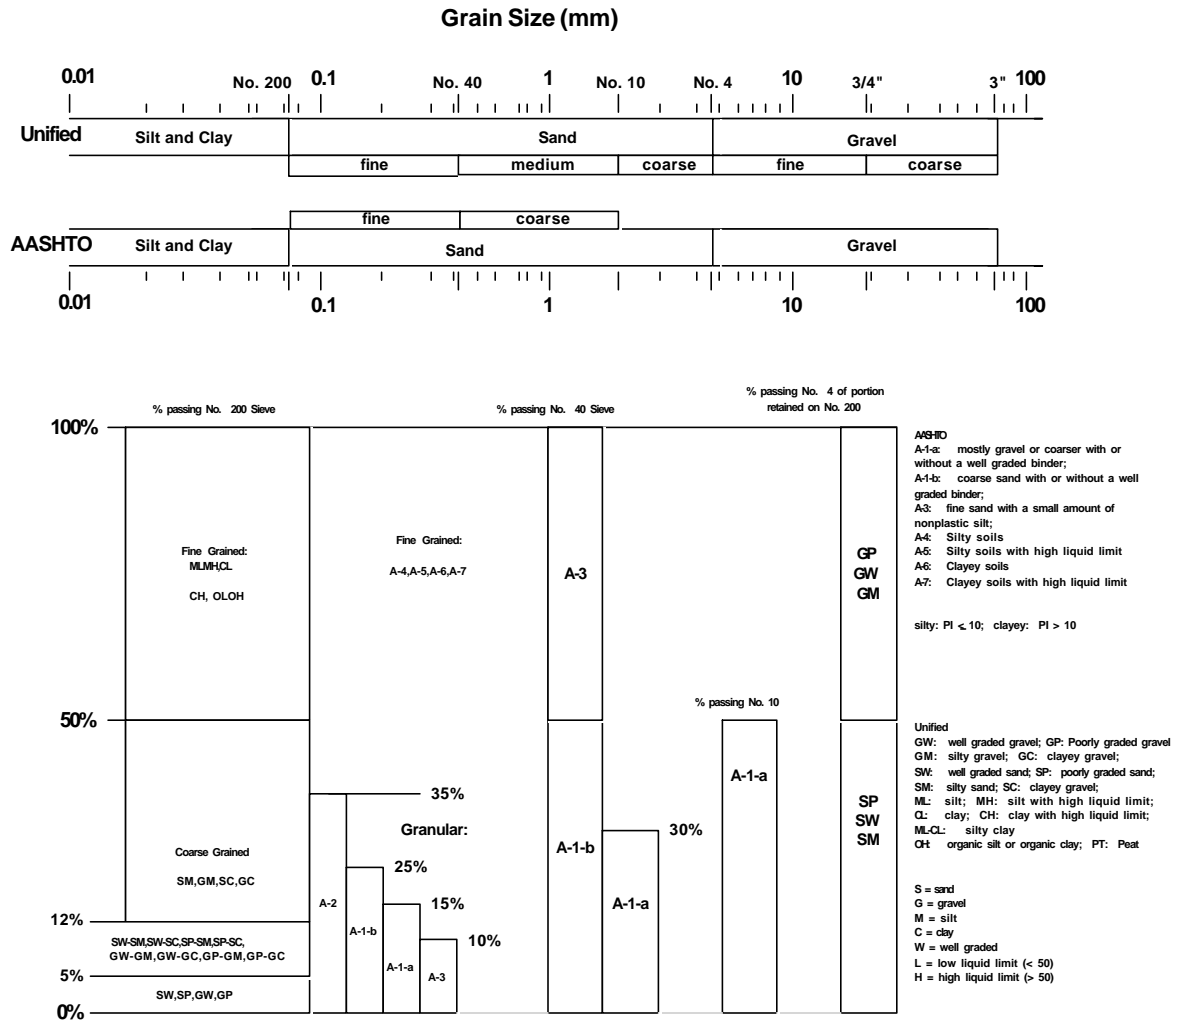 Grain Size (mm)
0.01 No. 200 0.1 No. 40 1 No. 10 No. 4 10 3/4" 3" 100
Unified Silt and Clay Sand Gravel
fine medium coarse fine coarse
fine coarse
AASHTO Silt and Clay Sand Gravel
0.01 0.1 1 10 100
% passing No. 200 Sieve
% passing No. 40 Sieve
% passing No. 4 of portion
retained on No. 200
100%
Fine Grained:
MLMH,CL
CH, OLOH
Fine Grained:
A-4,A-5,A-6,A-7
A-3
GP
GW
GM
50%
% passing No. 10
A-1-a
35%
Granular:
30%
25%
15%
10%
Coarse Grained
SM,GM,SC,GC
A-2
A-1-b
A-1-a
A-3
A-1-b
A-1-a
SP
SW
SM
12%
SW-SM,SW-SC,SP-SM,SP-SC,
GW-GM,GW-GC,GP-GM,GP-GC
5%
SW,SP,GW,GP
0%
AASHTO
A-1-a: mostly gravel or coarser with or
without a well graded binder;
A-1-b: coarse sand with or without a well
graded binder;
A-3: fine sand with a small amount of
nonplastic silt;
A-4: Silty soils
A-5: Silty soils with high liquid limit
A-6: Clayey soils
A-7: Clayey soils with high liquid limit
silty: PI ≤ 10; clayey: PI > 10
Unified
GW: well graded gravel; GP: Poorly graded gravel
GM: silty gravel; GC: clayey gravel;
SW: well graded sand; SP: poorly graded sand;
SM: silty sand; SC: clayey gravel;
ML: silt; MH: silt with high liquid limit;
CL: clay; CH: clay with high liquid limit;
ML-CL: silty clay
OH: organic silt or organic clay; PT: Peat
S = sand
G = gravel
M = silt
C = clay
W = well graded
L = low liquid limit (< 50)
H = high liquid limit (> 50)